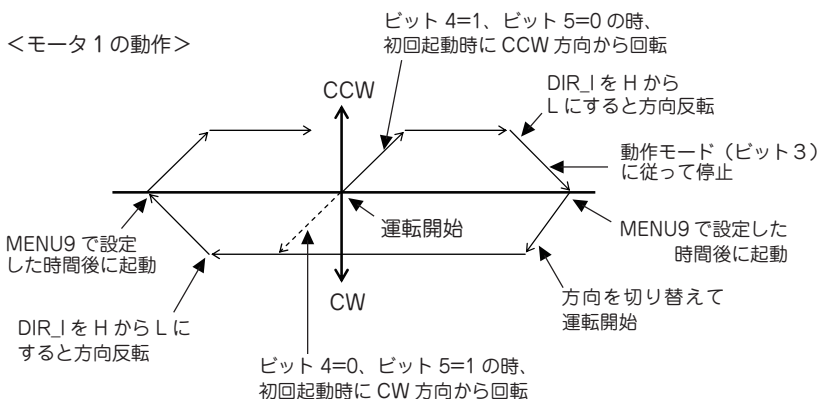 <モータ1の動作>
ビット 4=1、ビット 5=0 の時、
初回起動時に CCW 方向から回転
CCW
DIR_I を H から
L にすると方向反転
動作モード（ビット3）
に従って停止
運転開始
MENU9 で設定
した時間後に起動
MENU9 で設定した
時間後に起動
CW
方向を切り替えて
運転開始
DIR_I を H から L に
すると方向反転
ビット 4=0、ビット 5=1 の時、
初回起動時に CW 方向から回転